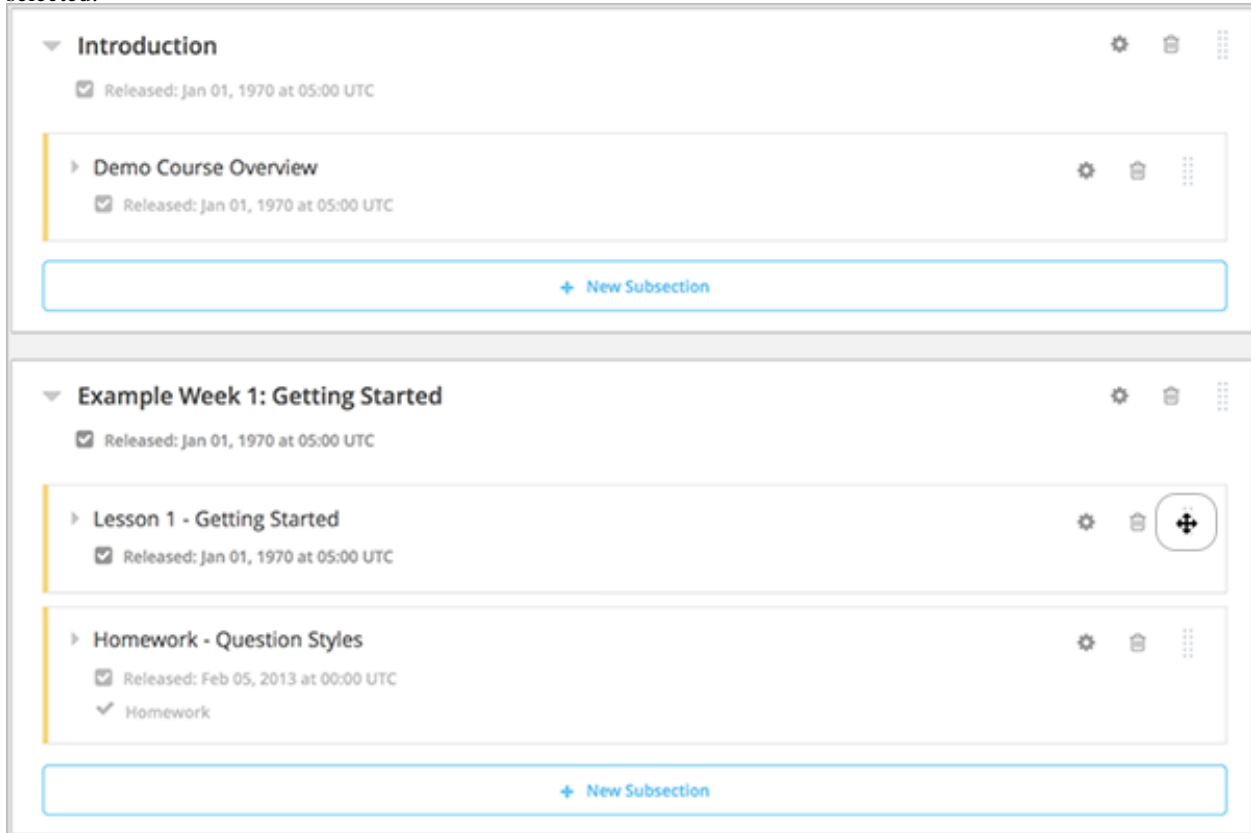 selected.
Introduction
Released: Jan 01, 1970 at 05:00 UTC
Demo Course Overview
Released: Jan 01, 1970 at 05:00 UTC
+ New Subsection
Example Week 1: Getting Started
Released: Jan 01, 1970 at 05:00 UTC
Lesson 1 - Getting Started
Released: Jan 01, 1970 at 05:00 UTC
Homework - Question Styles
Released: Feb 05, 2013 at 00:00 UTC
Homework
+ New Subsection